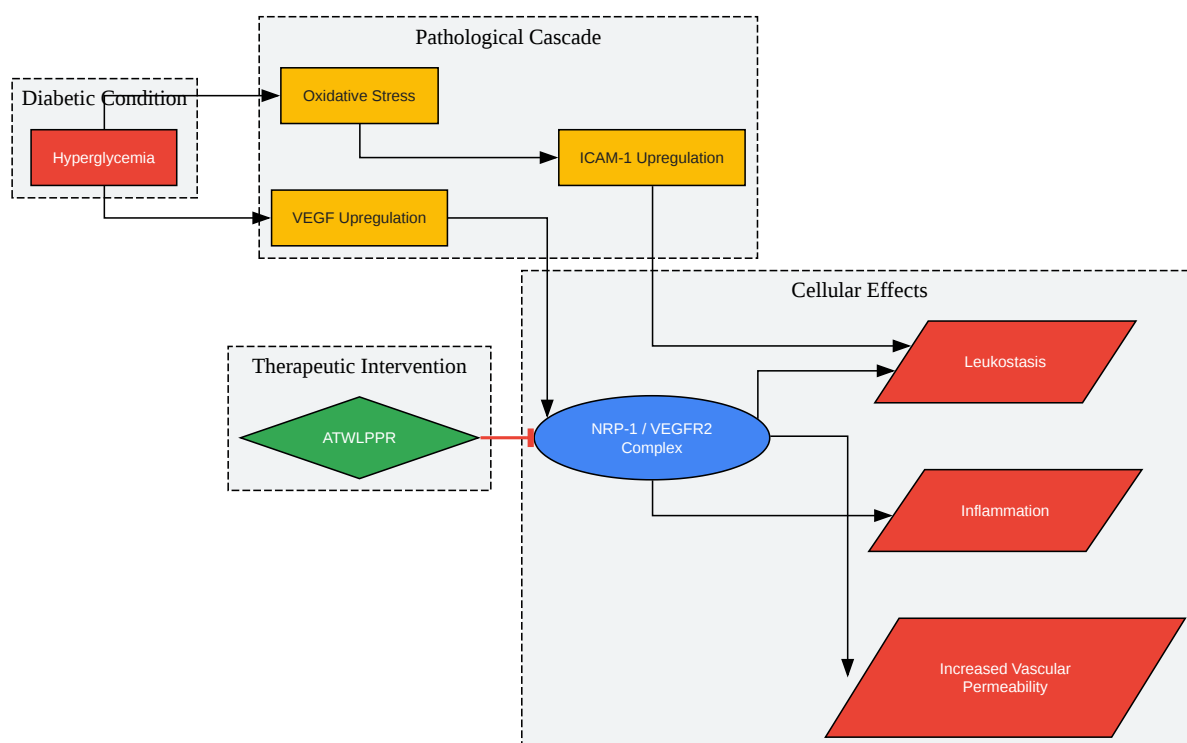 Pathological Cascade
Diabetic Condition
Oxidative Stress
Hyperglycemia
ICAM-1 Upregulation
VEGF Upregulation
Cellular Effects
Therapeutic Intervention
Leukostasis
ATWLPPR
NRP-1 / VEGFR2
Complex
Inflammation
Increased Vascular
Permeability